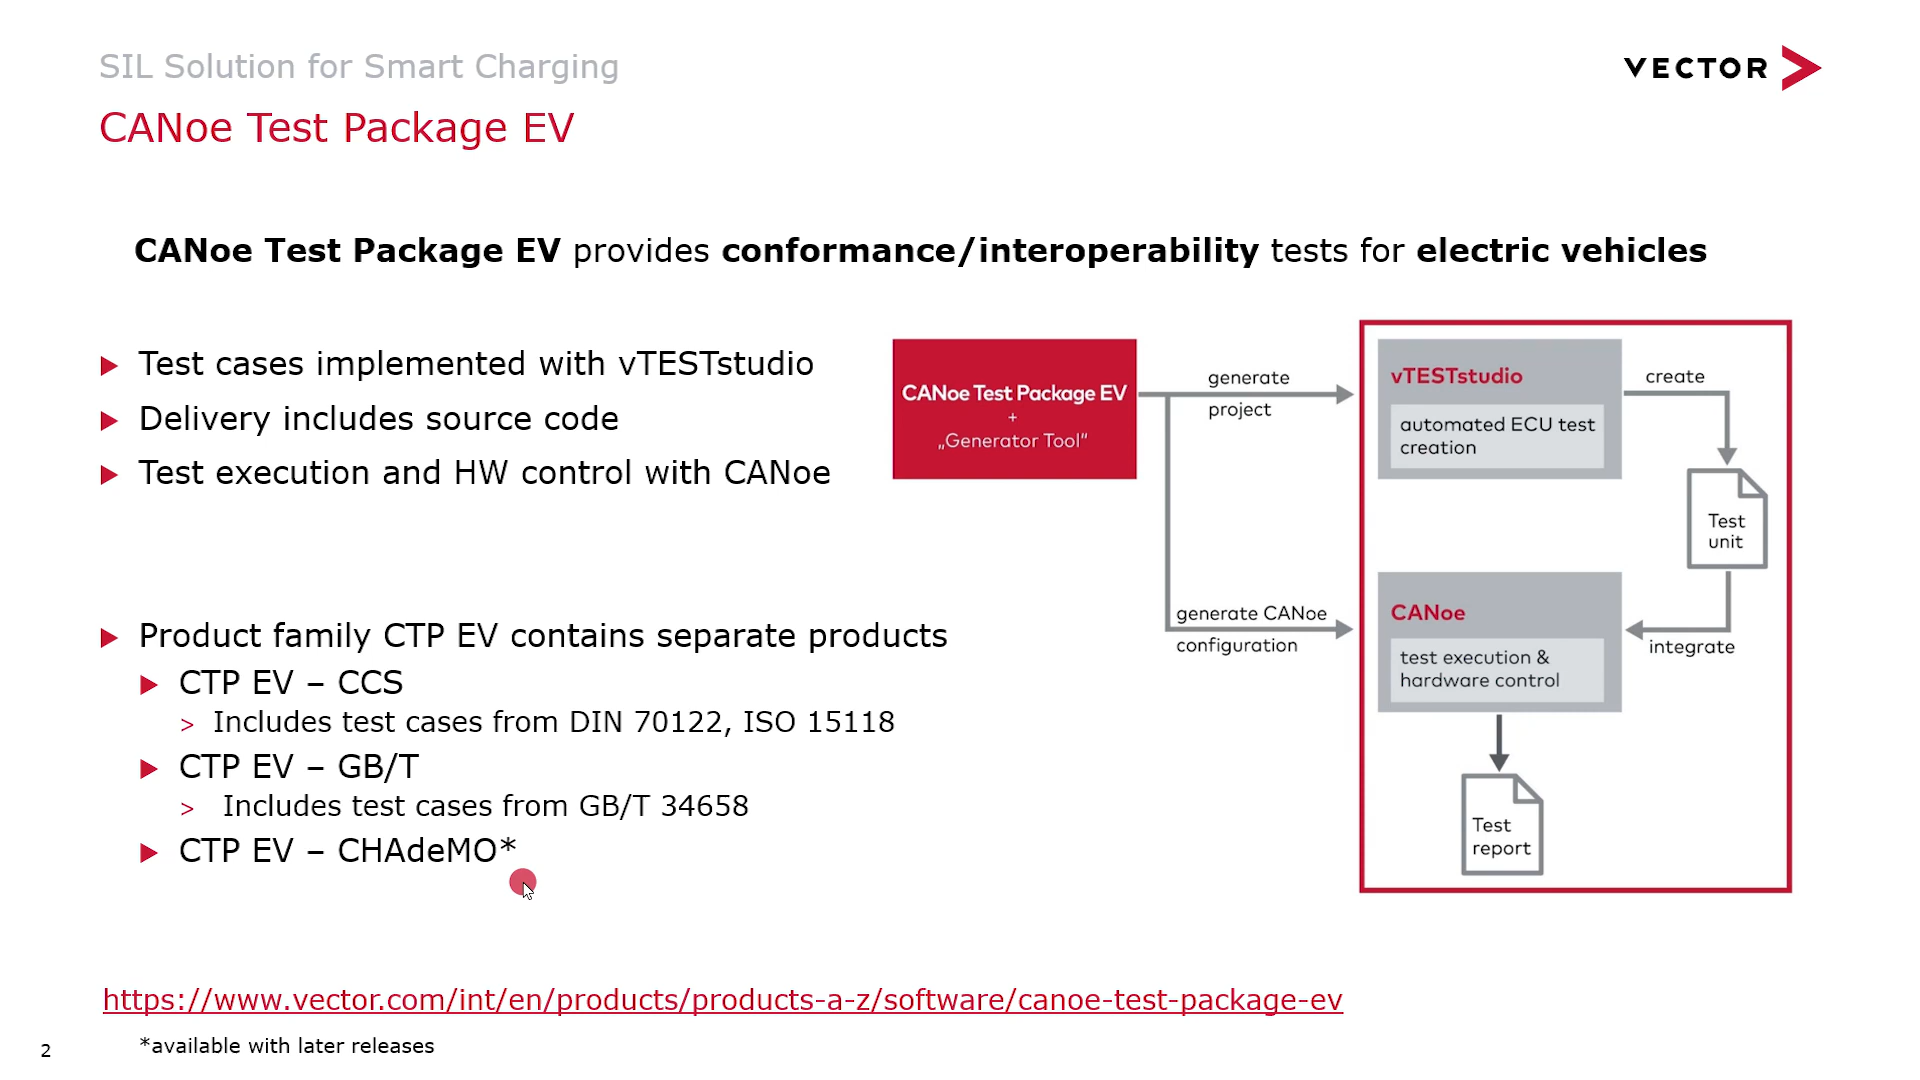 SIL Solution for Smart Charging
VECTOR
CANoe Test Package EV
CANoe Test Package EV provides conformance/interoperability tests for electric vehicles
Test cases implemented with vTESTstudio
Delivery includes source code
Test execution and HW control with CANoe
Product family CTP EV contains separate products
CTP EV – CCS
> Includes test cases from DIN 70122, ISO 15118
CTP EV – GB/T
> Includes test cases from GB/T 34658
CTP EV – CHAdeMO*
CANoe Test Package EV
+
„Generator Tool“
generate
project
vTESTstudio
automated ECU test
creation
create
Test
unit
generate CANoe
configuration
CANoe
test execution &
hardware control
integrate
Test
report
https://www.vector.com/int/en/products/products-a-z/software/canoe-test-package-ev
*available with later releases
2